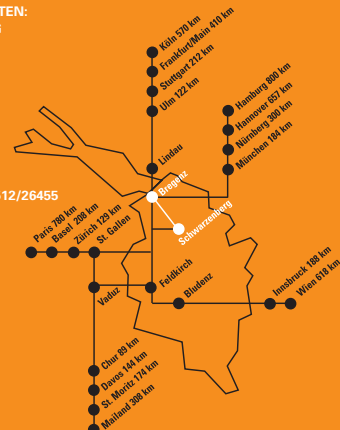 TEN:
Köln 570 km
Frankfurt/Main 410 km
Stuttgart 212 km
Ulm 122 km
Hamburg 800 km
Hannover 657 km
Nürnberg 300 km
München 184 km
Lindau
Bregenz
Schwarzenberg
512/26455
Paris 780 km
Basel 208 km
Zürich 129 km
St. Gallen
Vaduz
Feldkirch
Bludenz
Innsbruck 188 km
Wien 618 km
Chur 89 km
Davos 144 km
St. Moritz 174 km
Mailand 308 km